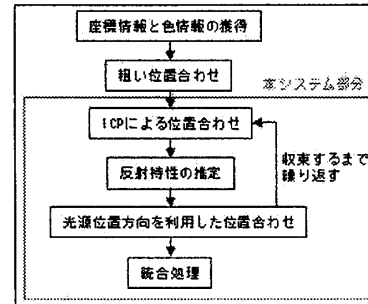 座標情報と色情報の獲得
粗い位置合わせ
本システム部分
ICPによる位置合わせ
反射特性の推定
収束するまで
繰り返す
光源位置方向を利用した位置合わせ
統合処理